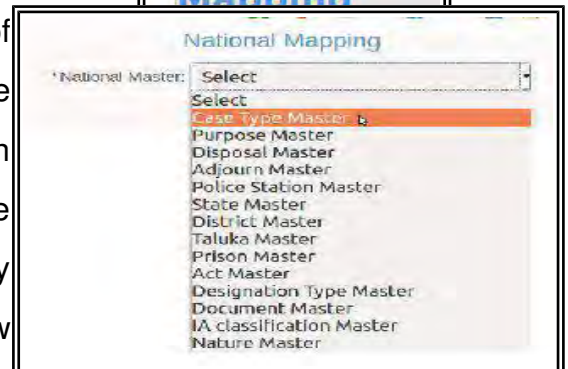 Mapping
of
National Mapping
*National Master: Select
Select
Case Type Master
Purpose Master
Disposal Master
Adjourn Master
Police Station Master
State Master
District Master
Taluka Master
Prison Master
Act Master
Designation Type Master
Document Master
IA classification Master
Nature Master